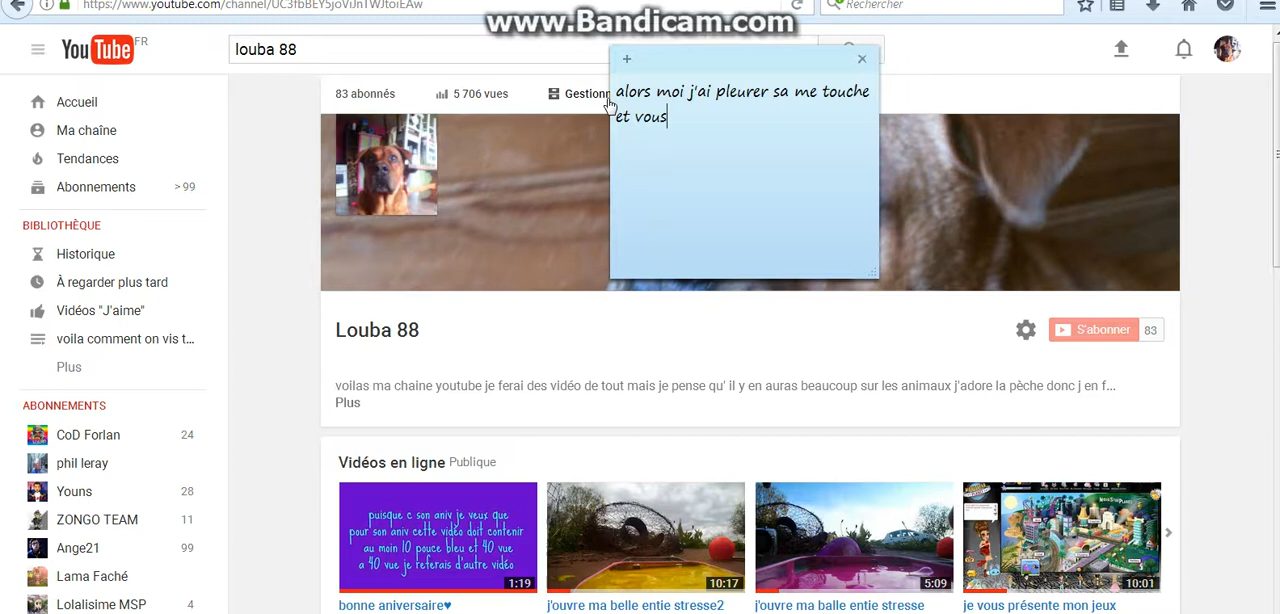 https://www.youtube.com/channel/UC3fbBEY5joViJnTWJtoiEAw
Rechercher
www.Bandicam.com
YouTube FR
louba 88
83 abonnés
5 706 vues
Gestionn
alors moi j'ai pleurer sa me touche
et vous
Accueil
Ma chaîne
Tendances
Abonnements > 99
BIBLIOTHÈQUE
Historique
À regarder plus tard
Vidéos "J'aime"
voila comment on vis t...
Plus
ABONNEMENTS
CoD Forlan 24
phil leray
Youns 28
ZONGO TEAM 11
Ange21 99
Lama Faché
Lolalisime MSP 4
Louba 88
S'abonner 83
voilas ma chaine youtube je ferai des vidéo de tout mais je pense qu' il y en auras beaucoup sur les animaux j'adore la pèche donc j en f...
Plus
Vidéos en ligne Publique
puisque c son aniv je veux que
pour son aniv cette vidéo doit contenir
au moin 10 pouce bleu et 40 vue
a 40 vue je referais d'autre vidéo
1:19
10:17
5:09
10:01
bonne aniversaire♥
j'ouvre ma belle entie stresse2
j'ouvre ma balle entie stresse
je vous présente mon jeux